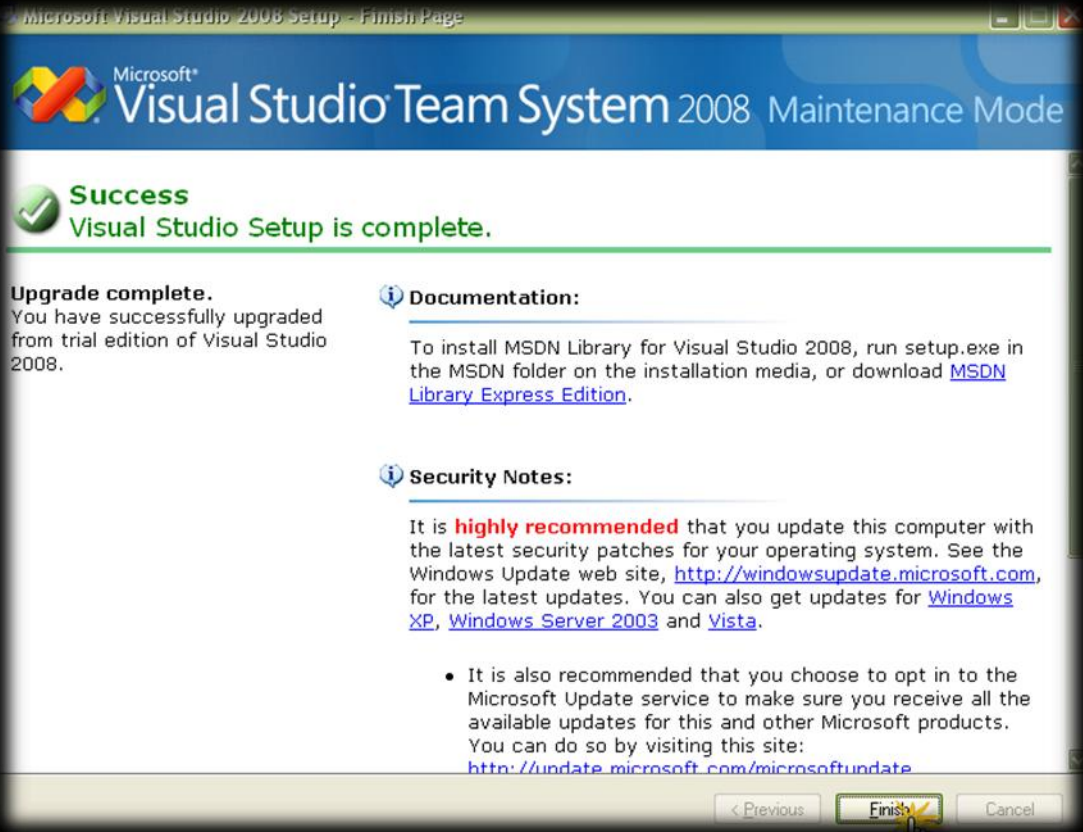 Microsoft Visual Studio 2008 Setup - Finish Page
Microsoft®
Visual Studio Team System 2008 Maintenance Mode
Success
Visual Studio Setup is complete.
Upgrade complete.
You have successfully upgraded
from trial edition of Visual Studio
2008.
Documentation:
To install MSDN Library for Visual Studio 2008, run setup.exe in
the MSDN folder on the installation media, or download MSDN
Library Express Edition.
Security Notes:
It is highly recommended that you update this computer with
the latest security patches for your operating system. See the
Windows Update web site, http://windowsupdate.microsoft.com,
for the latest updates. You can also get updates for Windows
XP, Windows Server 2003 and Vista.
• It is also recommended that you choose to opt in to the
Microsoft Update service to make sure you receive all the
available updates for this and other Microsoft products.
You can do so by visiting this site:
http://update.microsoft.com/microsoftupdate
< Previous
Finish
Cancel